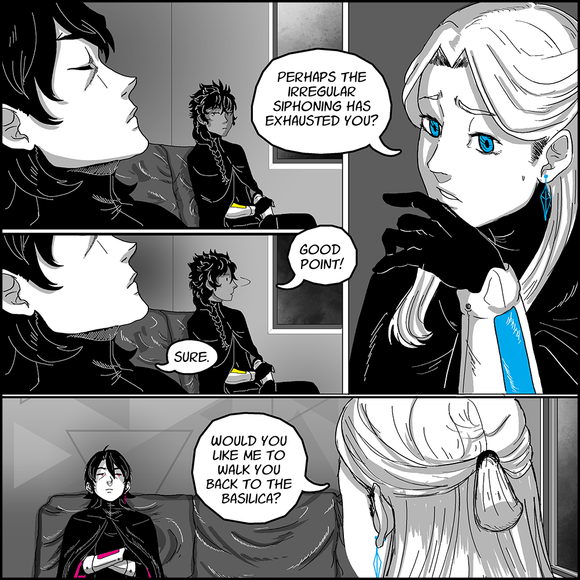 PERHAPS THE
IRREGULAR
SIPHONING HAS
EXHAUSTED YOU?
GOOD
POINT!
SURE.
WOULD YOU
LIKE ME TO
WALK YOU
BACK TO THE
BASILICA?